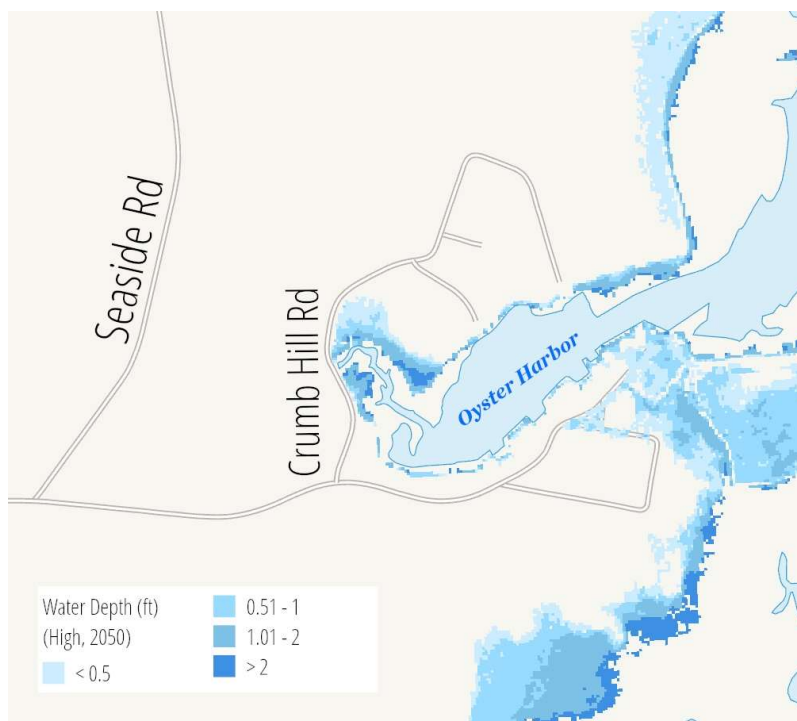 Seaside Rd
Crumb Hill Rd
Oyster Harbor
Water Depth (ft)
(High, 2050)
< 0.5
0.51 - 1
1.01 - 2
> 2